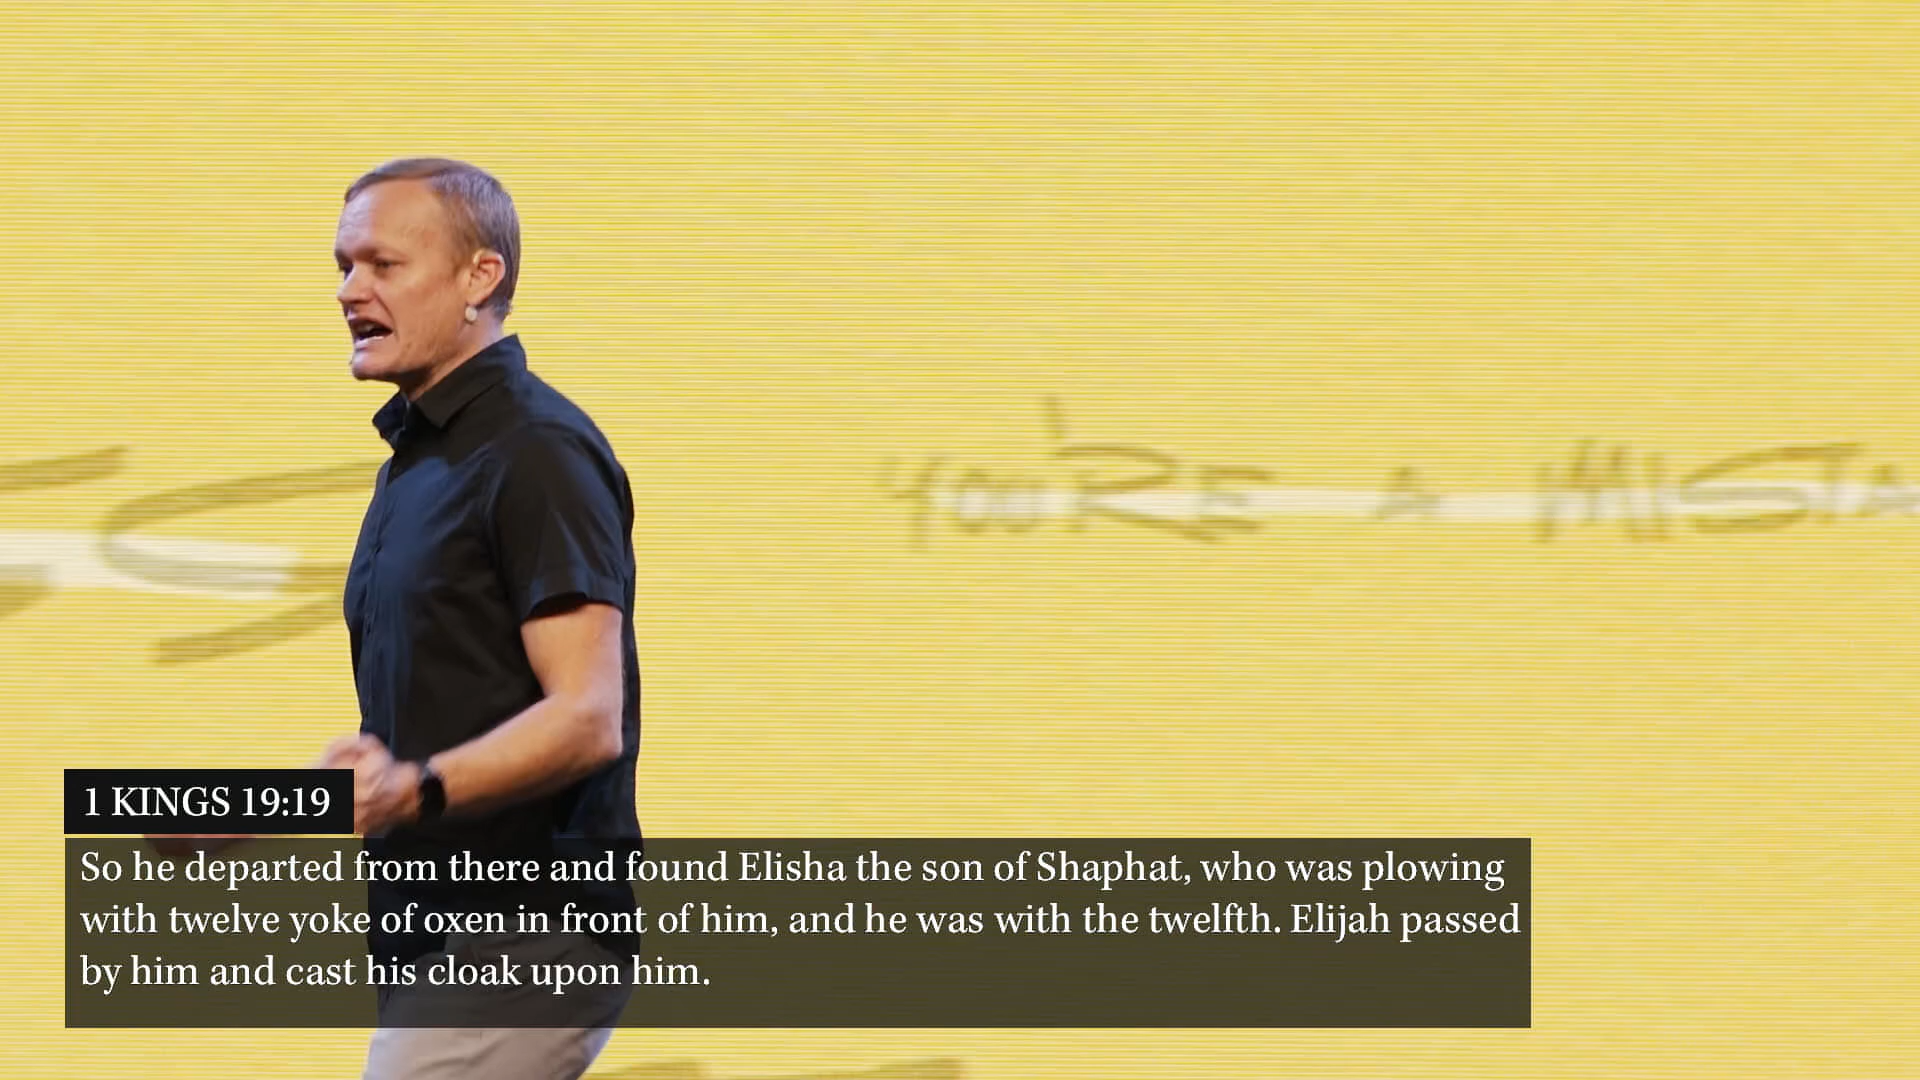 YOU'RE A MISTA
1 KINGS 19:19
So he departed from there and found Elisha the son of Shaphat, who was plowing
with twelve yoke of oxen in front of him, and he was with the twelfth. Elijah passed
by him and cast his cloak upon him.